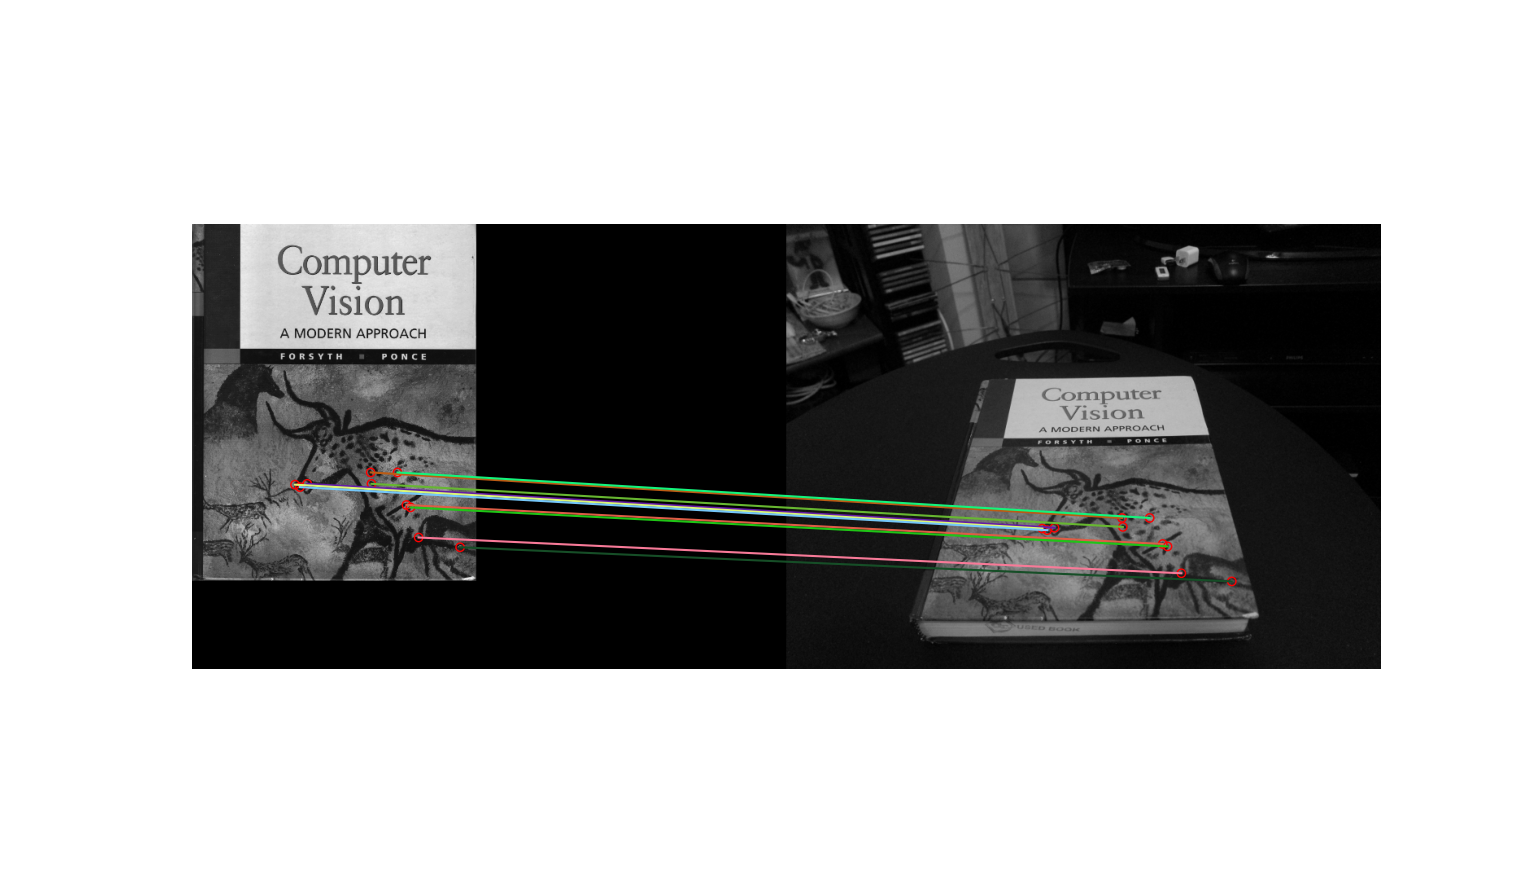 Computer
Vision
A MODERN APPROACH
FORSYTH ■ PONCE
Computer
Vision
A MODERN APPROACH
FORSYTH ■ PONCE
USED BOOK